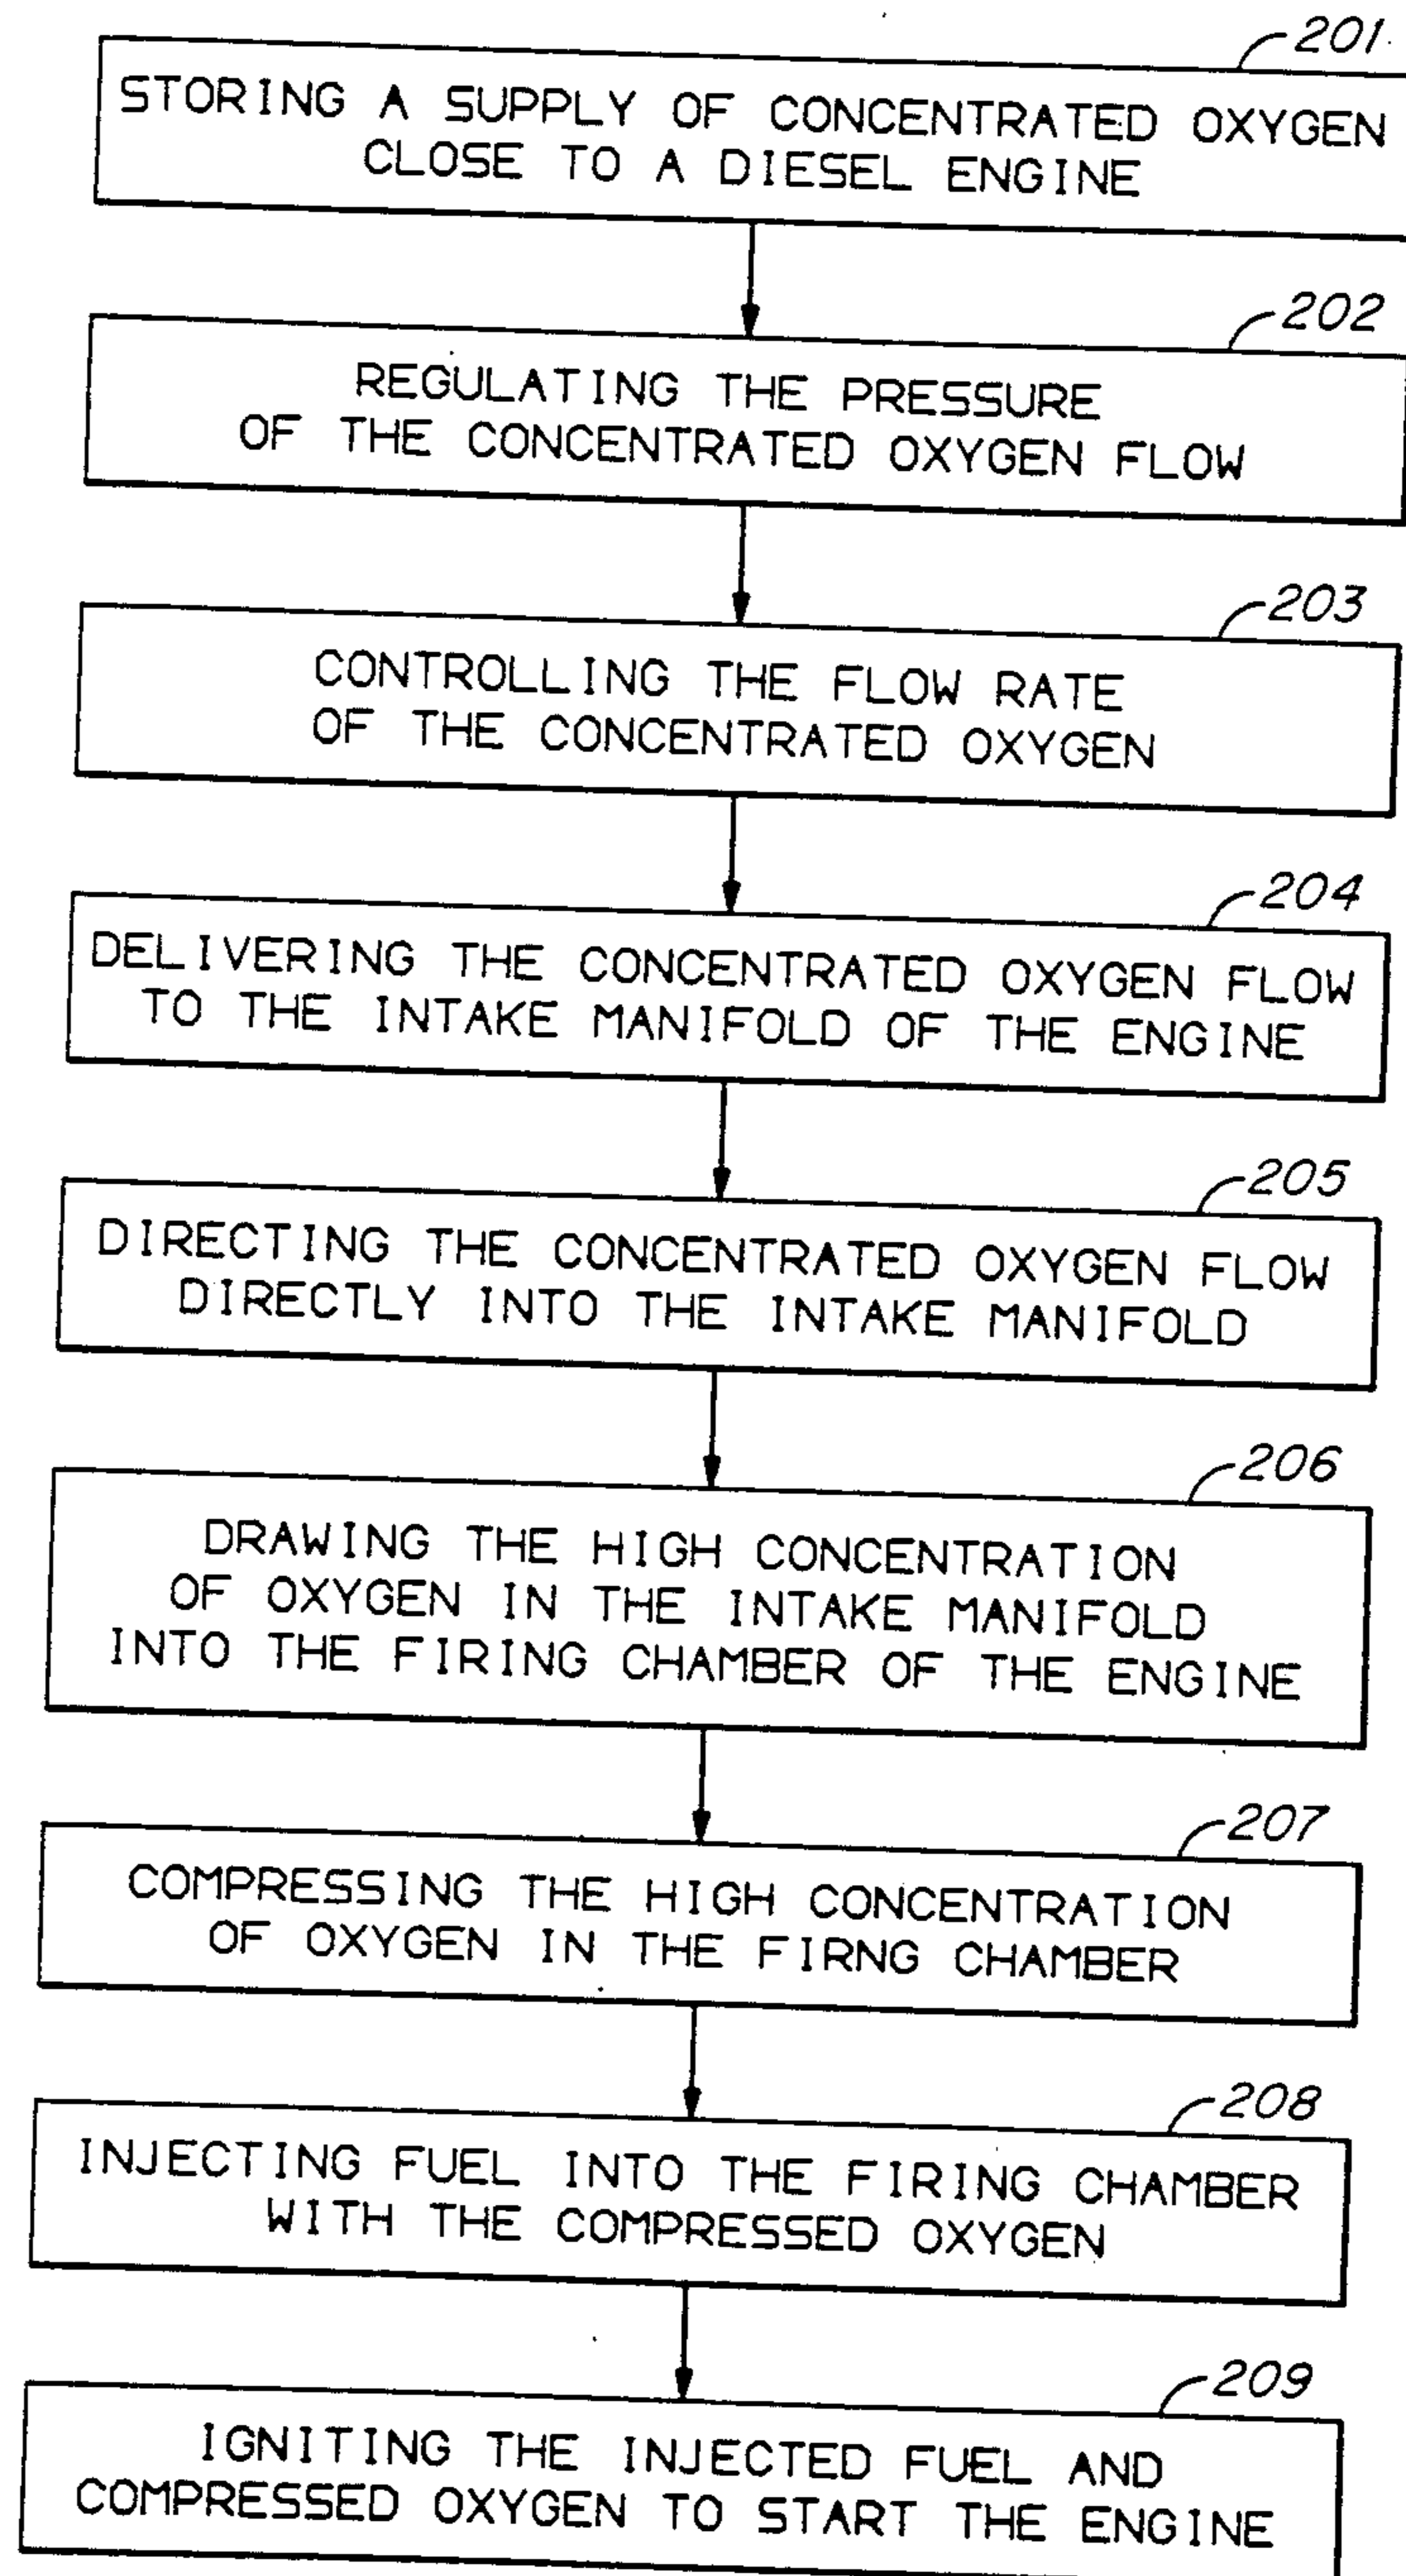 201
STORING A SUPPLY OF CONCENTRATED OXYGEN
CLOSE TO A DIESEL ENGINE
202
REGULATING THE PRESSURE
OF THE CONCENTRATED OXYGEN FLOW
203
CONTROLLING THE FLOW RATE
OF THE CONCENTRATED OXYGEN
204
DELIVERING THE CONCENTRATED OXYGEN FLOW
TO THE INTAKE MANIFOLD OF THE ENGINE
205
DIRECTING THE CONCENTRATED OXYGEN FLOW
DIRECTLY INTO THE INTAKE MANIFOLD
206
DRAWING THE HIGH CONCENTRATION
OF OXYGEN IN THE INTAKE MANIFOLD
INTO THE FIRING CHAMBER OF THE ENGINE
207
COMPRESSING THE HIGH CONCENTRATION
OF OXYGEN IN THE FIRNG CHAMBER
208
INJECTING FUEL INTO THE FIRING CHAMBER
WITH THE COMPRESSED OXYGEN
209
IGNITING THE INJECTED FUEL AND
COMPRESSED OXYGEN TO START THE ENGINE